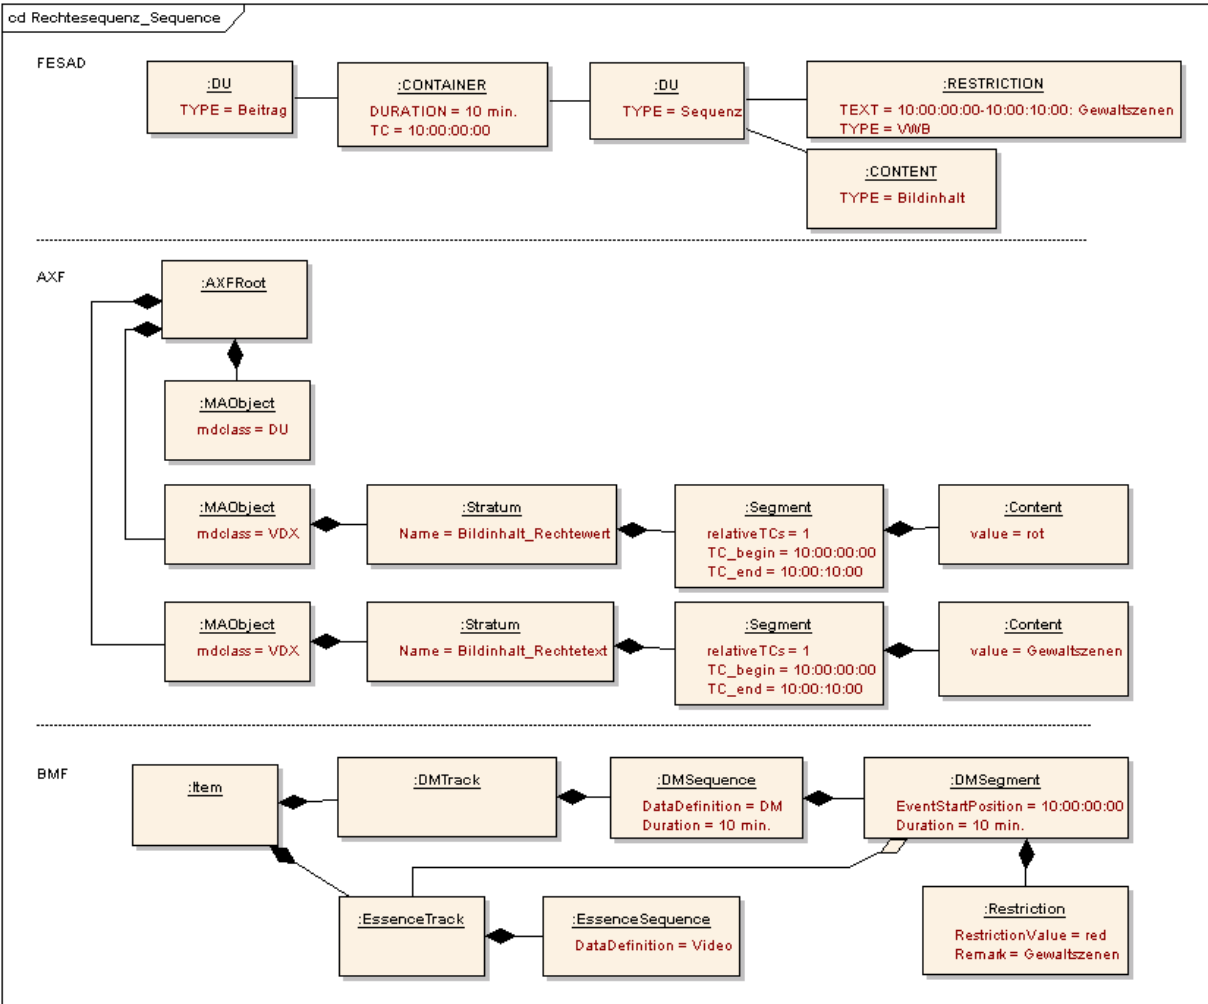 cd Rechtesequenz_Sequence
FESAD
:DU
TYPE = Beitrag
:CONTAINER
DURATION = 10 min.
TC = 10:00:00:00
:DU
TYPE = Sequenz
:RESTRICTION
TEXT = 10:00:00:00-10:00:10:00: Gewaltszenen
TYPE = VWB
:CONTENT
TYPE = Bildinhalt
AXF
:AXFRoot
:MAObject
mdclass = DU
:MAObject
mdclass = VDX
:Stratum
Name = Bildinhalt_Rechtewert
:Segment
relativeTCs = 1
TC_begin = 10:00:00:00
TC_end = 10:00:10:00
:Content
value = rot
:MAObject
mdclass = VDX
:Stratum
Name = Bildinhalt_Rechtetext
:Segment
relativeTCs = 1
TC_begin = 10:00:00:00
TC_end = 10:00:10:00
:Content
value = Gewaltszenen
BMF
:Item
:DMTrack
:DMSequence
DataDefinition = DM
Duration = 10 min.
:DMSegment
EventStartPosition = 10:00:00:00
Duration = 10 min.
:EssenceTrack
:EssenceSequence
DataDefinition = Video
:Restriction
RestrictionValue = red
Remark = Gewaltszenen